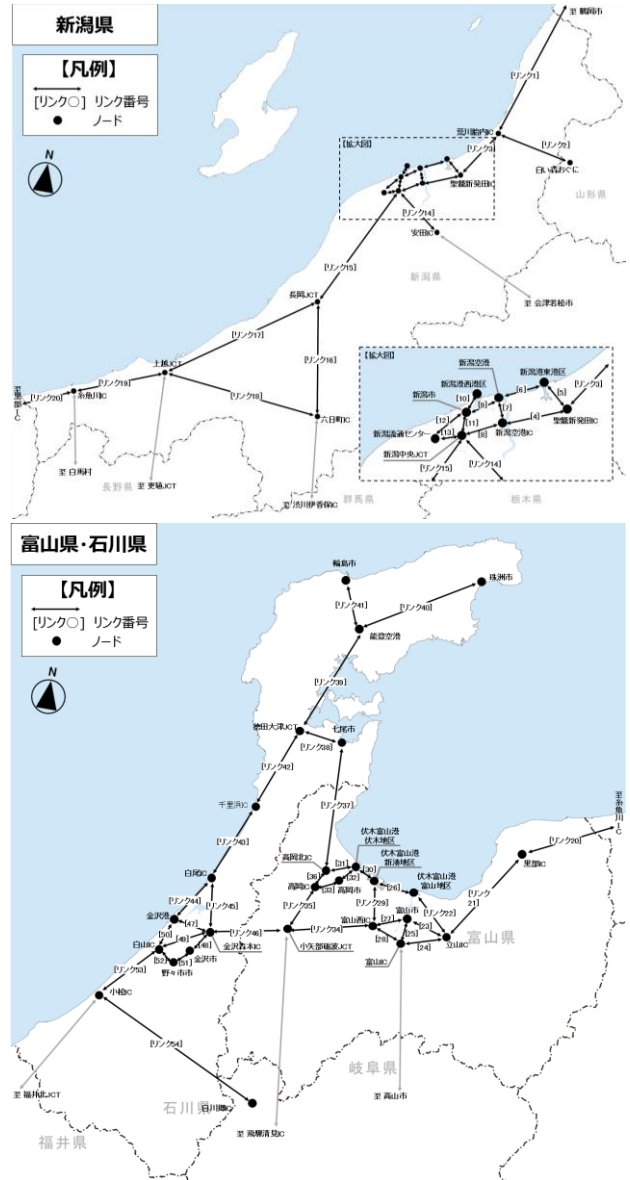 新潟県
【凡例】
[リンク○] リンク番号
● ノード
N
至 鶴岡市
[リンク1]
荒川胎内IC
[リンク2]
白い森おぐに
山形県
[リンク3]
【拡大図】
聖籠新発田IC
[リンク14]
安田IC
新潟県
至 会津若松市
[リンク15]
長岡JCT
[リンク17]
[リンク16]
上越JCT
[リンク19]
[リンク18]
至 黒部IC
[リンク20]
糸魚川IC
六日町IC
至 白馬村
長野県
至 更埴JCT
群馬県
至 渋川伊香保IC
栃木県
【拡大図】
新潟空港
新潟港西港区
新潟港東港区
新潟市
[10]
[6]
[リンク3]
[5]
[9]
[7]
[12]
[11]
[4]
聖籠新発田IC
新潟流通センター
[13]
[8]
新潟空港IC
新潟中央JCT
[リンク15]
[リンク14]
富山県・石川県
【凡例】
[リンク○] リンク番号
● ノード
N
輪島市
珠洲市
[リンク41]
[リンク40]
能登空港
[リンク39]
徳田大津JCT
七尾市
[リンク38]
[リンク42]
[リンク37]
千里浜IC
至 糸魚川IC
[リンク20]
[リンク43]
伏木富山港
伏木地区
高岡北IC
伏木富山港
新湊地区
黒部IC
白尾IC
[31]
[30]
伏木富山港
富山地区
[36]
[32]
[26]
[リンク21]
高岡IC
[33]
高岡市
[リンク44]
[リンク45]
金沢港
[リンク35]
[リンク29]
富山市
[リンク22]
[47]
[27]
[23]
富山県
[50]
[49]
[リンク46]
[リンク34]
富山西IC
[48]
[28]
[25]
立山IC
白山IC
金沢森本IC
小矢部砺波JCT
[24]
[52]
[51]
金沢市
富山IC
[リンク53]
野々市市
小松IC
[リンク54]
岐阜県
石川県
白川郷IC
至 高山市
至 福井北JCT
至 飛騨清見IC
福井県